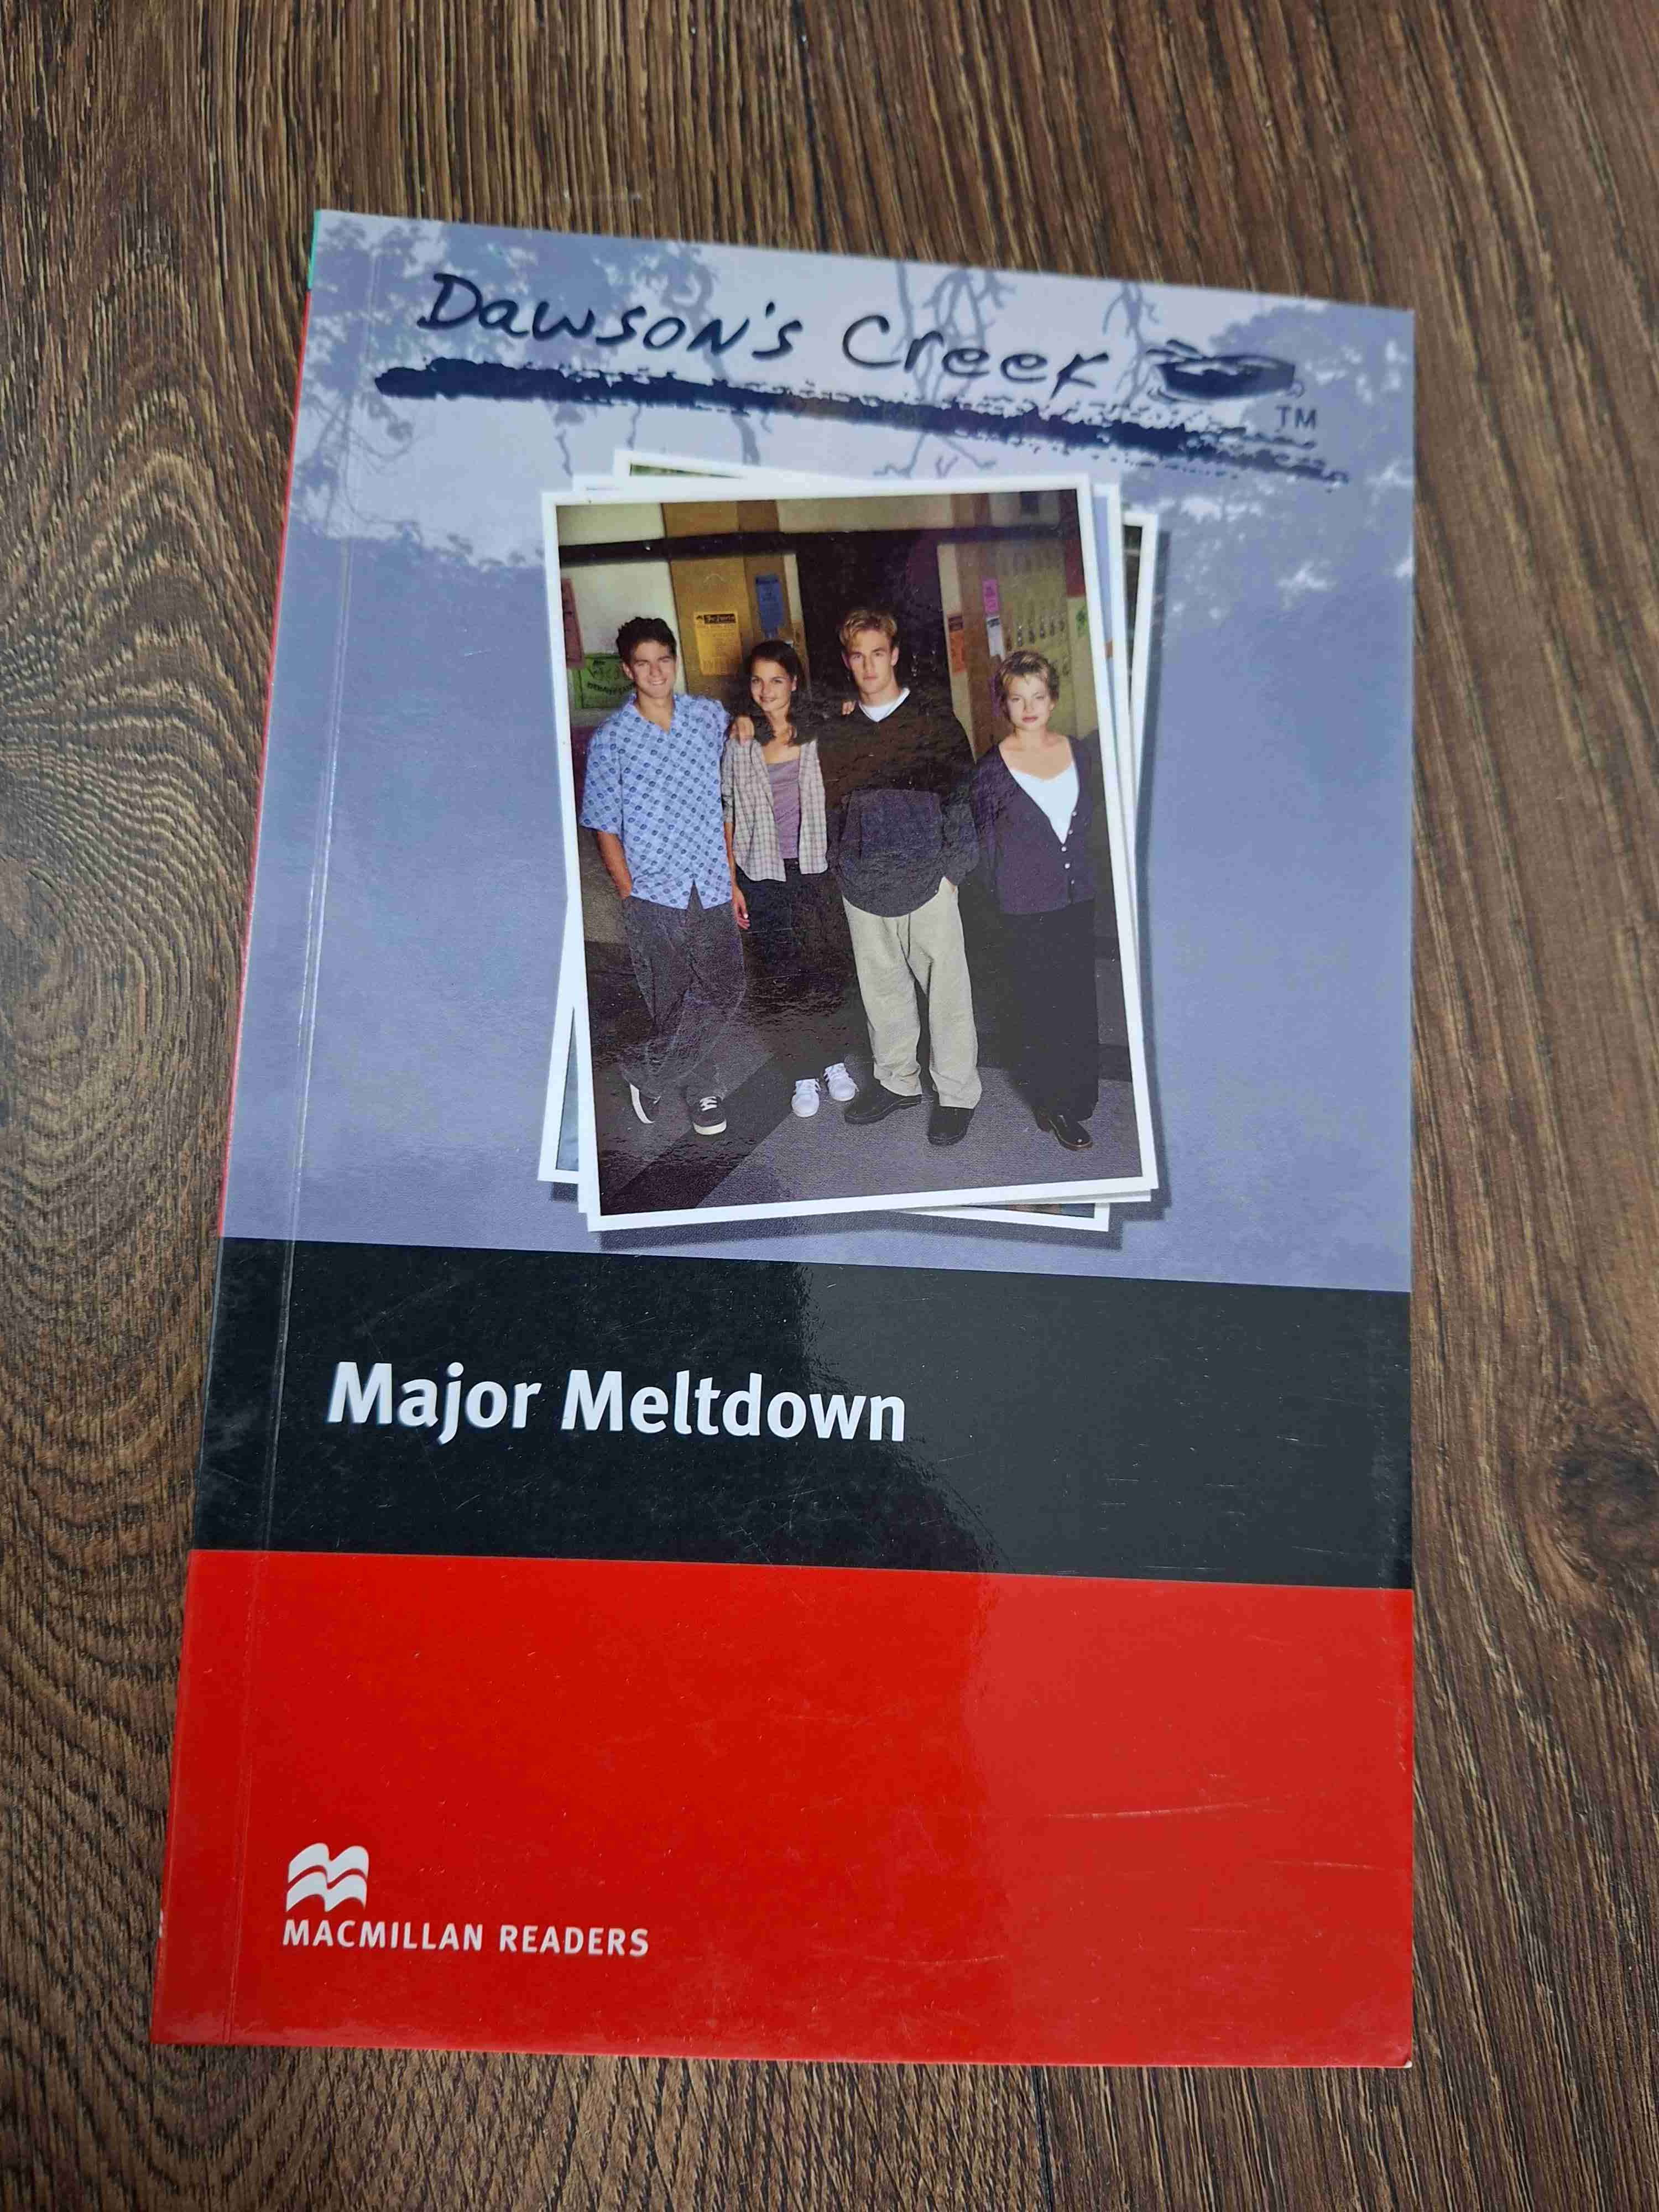 Dawson's Creek
TM
Major Meltdown
MACMILLAN READERS